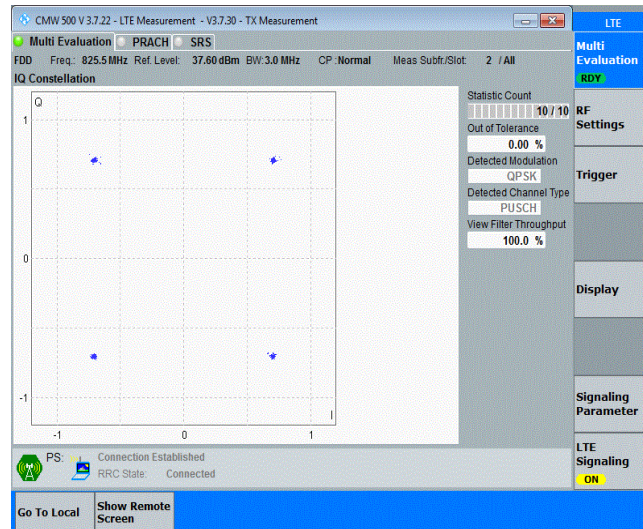 CMW 500 V 3.7.22 - LTE Measurement - V3.7.30 - TX Measurement
Multi Evaluation PRACH SRS
FDD Freq.: 825.5 MHz Ref. Level: 37.60 dBm BW: 3.0 MHz CP : Normal Meas Subfr./Slot: 2 / All
IQ Constellation
Q
1
0
-1
I
-1 0 1
Statistic Count
10 / 10
Out of Tolerance
0.00 %
Detected Modulation
QPSK
Detected Channel Type
PUSCH
View Filter Throughput
100.0 %
PS: Connection Established
RRC State: Connected
LTE
Multi
Evaluation
RDY
RF
Settings
Trigger
Display
Signaling
Parameter
LTE
Signaling
ON
Go To Local
Show Remote
Screen